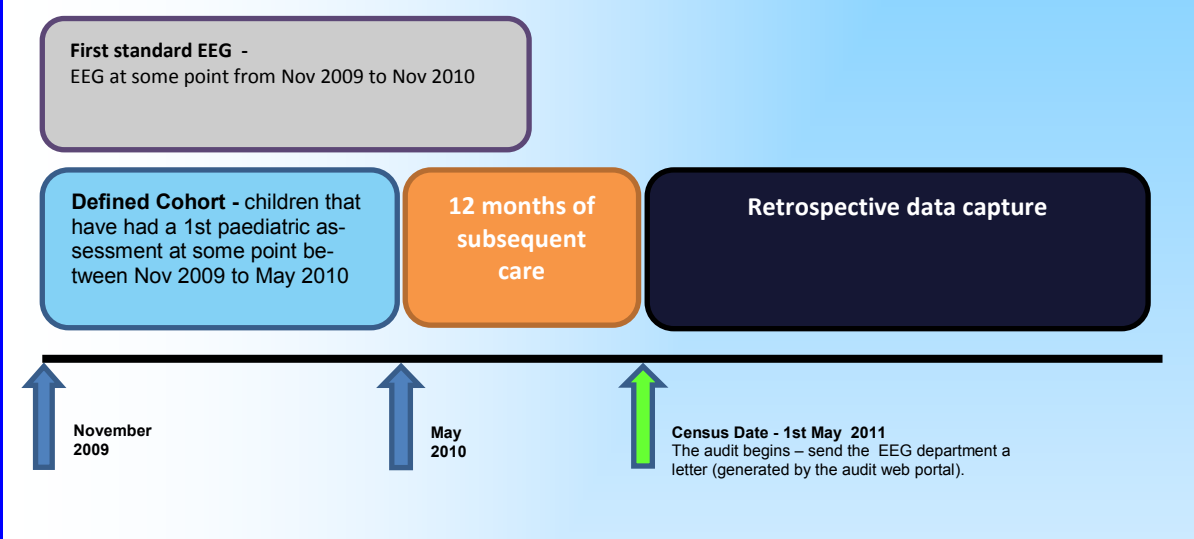 First standard EEG -
EEG at some point from Nov 2009 to Nov 2010
Defined Cohort - children that
have had a 1st paediatric as-
sessment at some point be-
tween Nov 2009 to May 2010
12 months of
subsequent
care
Retrospective data capture
November
2009
May
2010
Census Date - 1st May 2011
The audit begins – send the EEG department a
letter (generated by the audit web portal).